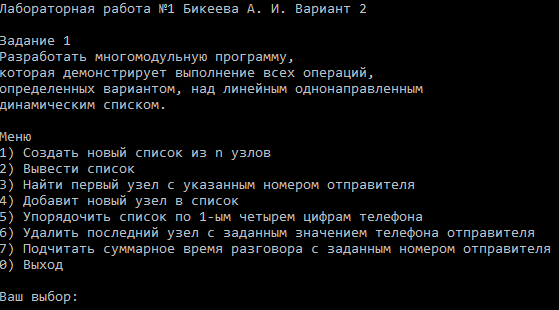 Лабораторная работа №1 Бикеева А. И. Вариант 2
Задание 1
Разработать многомодульную программу,
которая демонстрирует выполнение всех операций,
определенных вариантом, над линейным однонаправленным
динамическим списком.
Меню
1) Создать новый список из n узлов
2) Вывести список
3) Найти первый узел с указанным номером отправителя
4) Добавит новый узел в список
5) Упорядочить список по 1-ым четырем цифрам телефона
6) Удалить последний узел с заданным значением телефона отправителя
7) Подчитать суммарное время разговора с заданным номером отправителя
0) Выход
Ваш выбор: